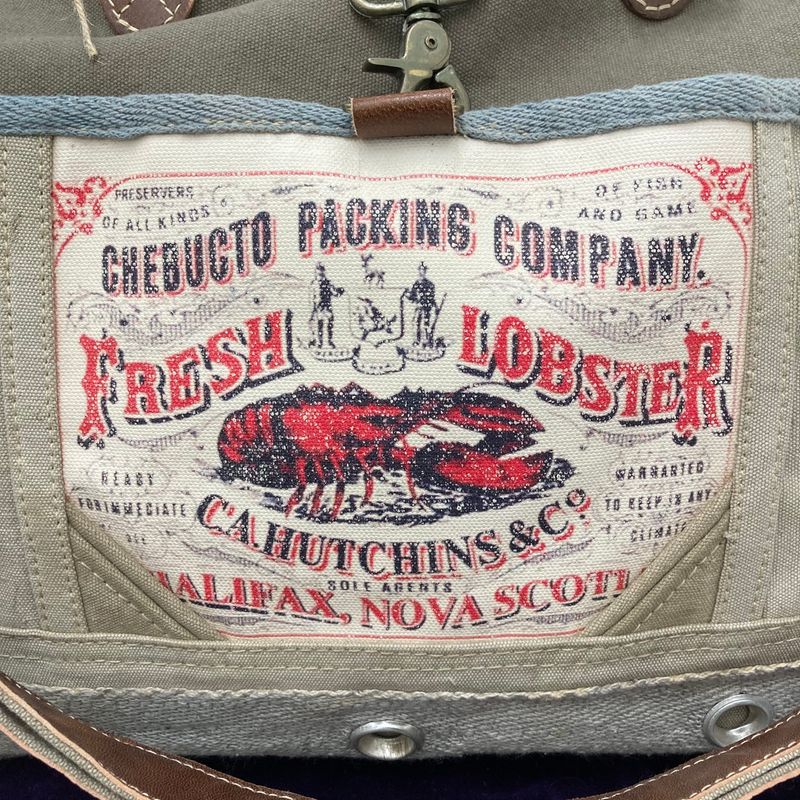 PRESERVERS
OF ALL KINDS
OF FISH
AND GAME
CHEBUCTO PACKING COMPANY.
FRESH LOBSTER
READY
FOR IMMEDIATE
WARRANTED
TO KEEP IN ANY
CLIMATE
C.A. HUTCHINS & Co
SOLE AGENTS
HALIFAX, NOVA SCOTI